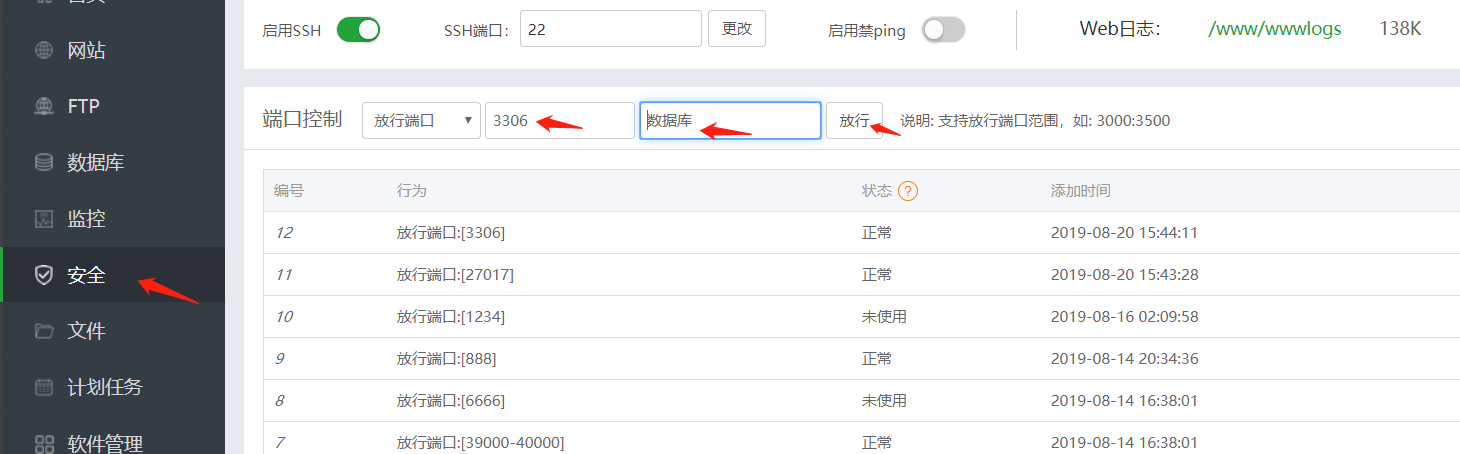 网站
FTP
数据库
监控
安全
文件
计划任务
软件管理
启用SSH SSH端口: 22 更改 启用禁ping Web日志: /www/wwwlogs 138K
端口控制 放行端口 3306 数据库 放行 说明: 支持放行端口范围，如: 3000:3500
编号 行为 状态 ? 添加时间
12 放行端口:[3306] 正常 2019-08-20 15:44:11
11 放行端口:[27017] 正常 2019-08-20 15:43:28
10 放行端口:[1234] 未使用 2019-08-16 02:09:58
9 放行端口:[888] 正常 2019-08-14 20:34:36
8 放行端口:[6666] 未使用 2019-08-14 16:38:01
7 放行端口:[39000-40000] 正常 2019-08-14 16:38:01